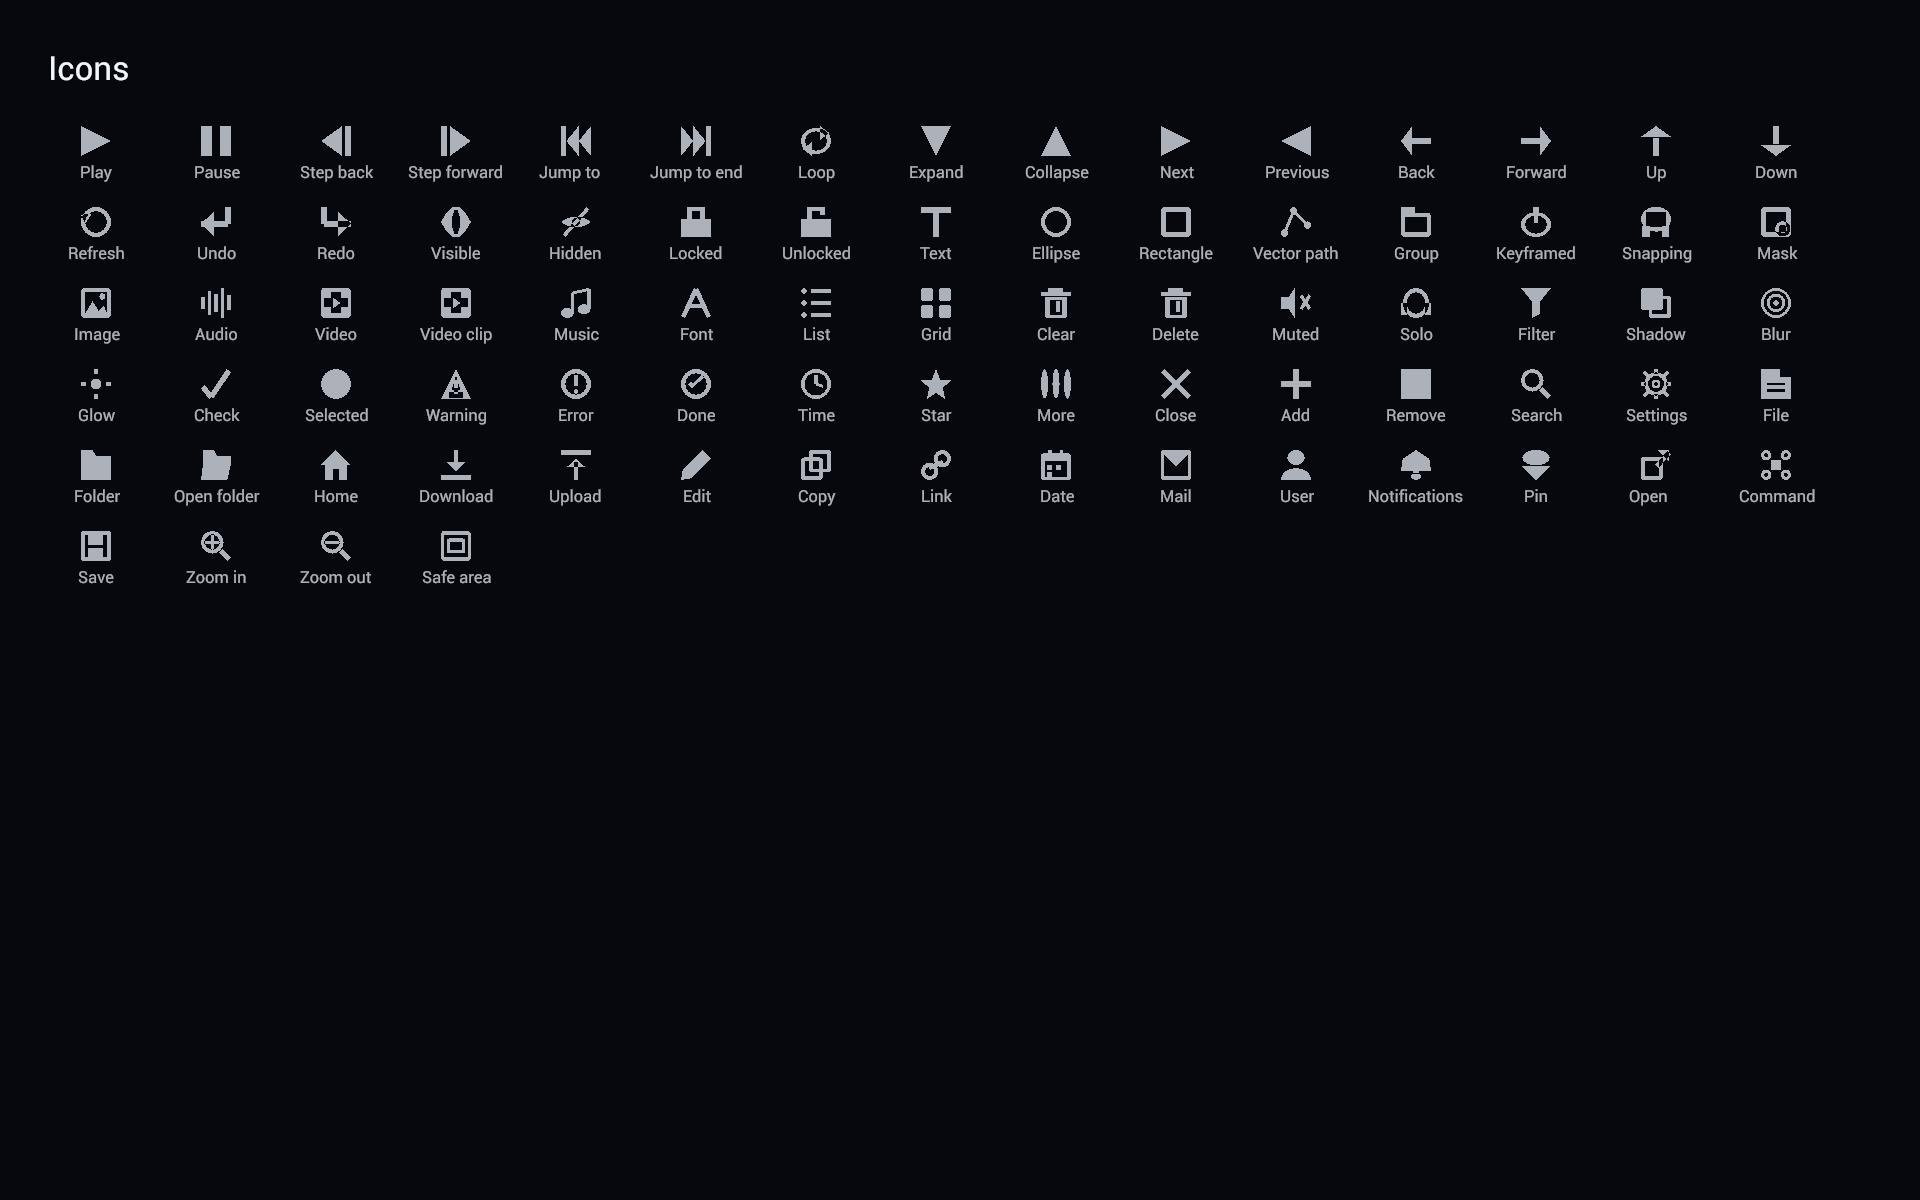 Icons
Play Pause Step back Step forward Jump to Jump to end Loop Expand Collapse Next Previous Back Forward Up Down
Refresh Undo Redo Visible Hidden Locked Unlocked Text Ellipse Rectangle Vector path Group Keyframed Snapping Mask
Image Audio Video Video clip Music Font List Grid Clear Delete Muted Solo Filter Shadow Blur
Glow Check Selected Warning Error Done Time Star More Close Add Remove Search Settings File
Folder Open folder Home Download Upload Edit Copy Link Date Mail User Notifications Pin Open Command
Save Zoom in Zoom out Safe area